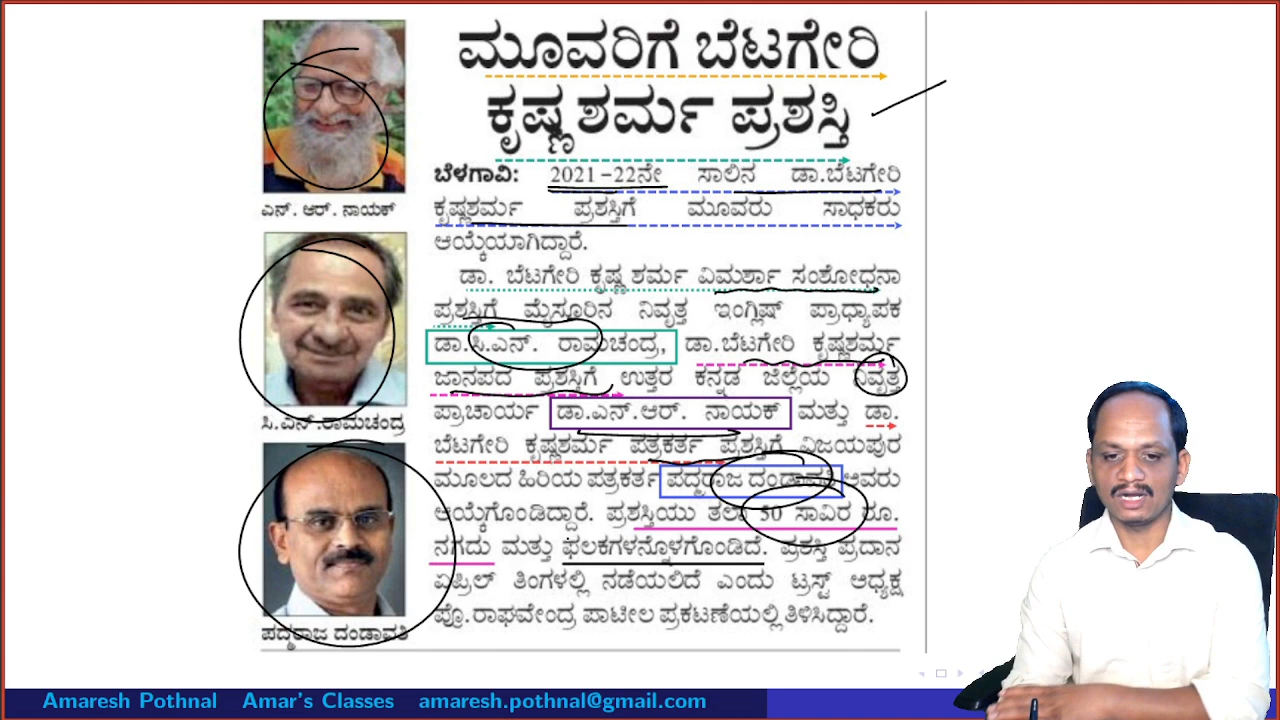 ಮೂವರಿಗೆ ಬೆಟಗೇರಿ
ಕೃಷ್ಣಶರ್ಮ ಪ್ರಶಸ್ತಿ
ಬೆಳಗಾವಿ: 2021-22ನೇ ಸಾಲಿನ ಡಾ.ಬೆಟಗೇರಿ
ಕೃಷ್ಣಶರ್ಮ ಪ್ರಶಸ್ತಿಗೆ ಮೂವರು ಸಾಧಕರು
ಆಯ್ಕೆಯಾಗಿದ್ದಾರೆ.
ಡಾ. ಬೆಟಗೇರಿ ಕೃಷ್ಣ ಶರ್ಮ ವಿಮರ್ಶಾ ಸಂಶೋಧನಾ
ಪ್ರಶಸ್ತಿಗೆ ಮೈಸೂರಿನ ನಿವೃತ್ತ ಇಂಗ್ಲಿಷ್ ಪ್ರಾಧ್ಯಾಪಕ
ಡಾ.ಸಿ.ಎನ್. ರಾಮಚಂದ್ರ, ಡಾ.ಬೆಟಗೇರಿ ಕೃಷ್ಣಶರ್ಮ
ಜಾನಪದ ಪ್ರಶಸ್ತಿಗೆ ಉತ್ತರ ಕನ್ನಡ ಜಿಲ್ಲೆಯ ನಿವೃತ್ತ
ಪ್ರಾಚಾರ್ಯ ಡಾ.ಎನ್.ಆರ್. ನಾಯಕ್ ಮತ್ತು ಡಾ.
ಬೆಟಗೇರಿ ಕೃಷ್ಣಶರ್ಮ ಪತ್ರಕರ್ತ ಪ್ರಶಸ್ತಿಗೆ ವಿಜಯಪುರ
ಮೂಲದ ಹಿರಿಯ ಪತ್ರಕರ್ತ ಪದ್ಮರಾಜ ದಂಡಾವತಿ ಅವರು
ಆಯ್ಕೆಗೊಂಡಿದ್ದಾರೆ. ಪ್ರಶಸ್ತಿಯು ತಲಾ 50 ಸಾವಿರ ರೂ.
ನಗದು ಮತ್ತು ಫಲಕಗಳನ್ನೊಳಗೊಂಡಿದೆ. ಪ್ರಶಸ್ತಿ ಪ್ರದಾನ
ಏಪ್ರಿಲ್ ತಿಂಗಳಲ್ಲಿ ನಡೆಯಲಿದೆ ಎಂದು ಟ್ರಸ್ಟ್ ಅಧ್ಯಕ್ಷ
ಪ್ರೊ.ರಾಘವೇಂದ್ರ ಪಾಟೀಲ ಪ್ರಕಟಣೆಯಲ್ಲಿ ತಿಳಿಸಿದ್ದಾರೆ.
ಎನ್. ಆರ್. ನಾಯಕ್
ಸಿ.ಎನ್.ರಾಮಚಂದ್ರ
ಪದ್ಮರಾಜ ದಂಡಾವತಿ
Amaresh Pothnal Amar's Classes amaresh.pothnal@gmail.com